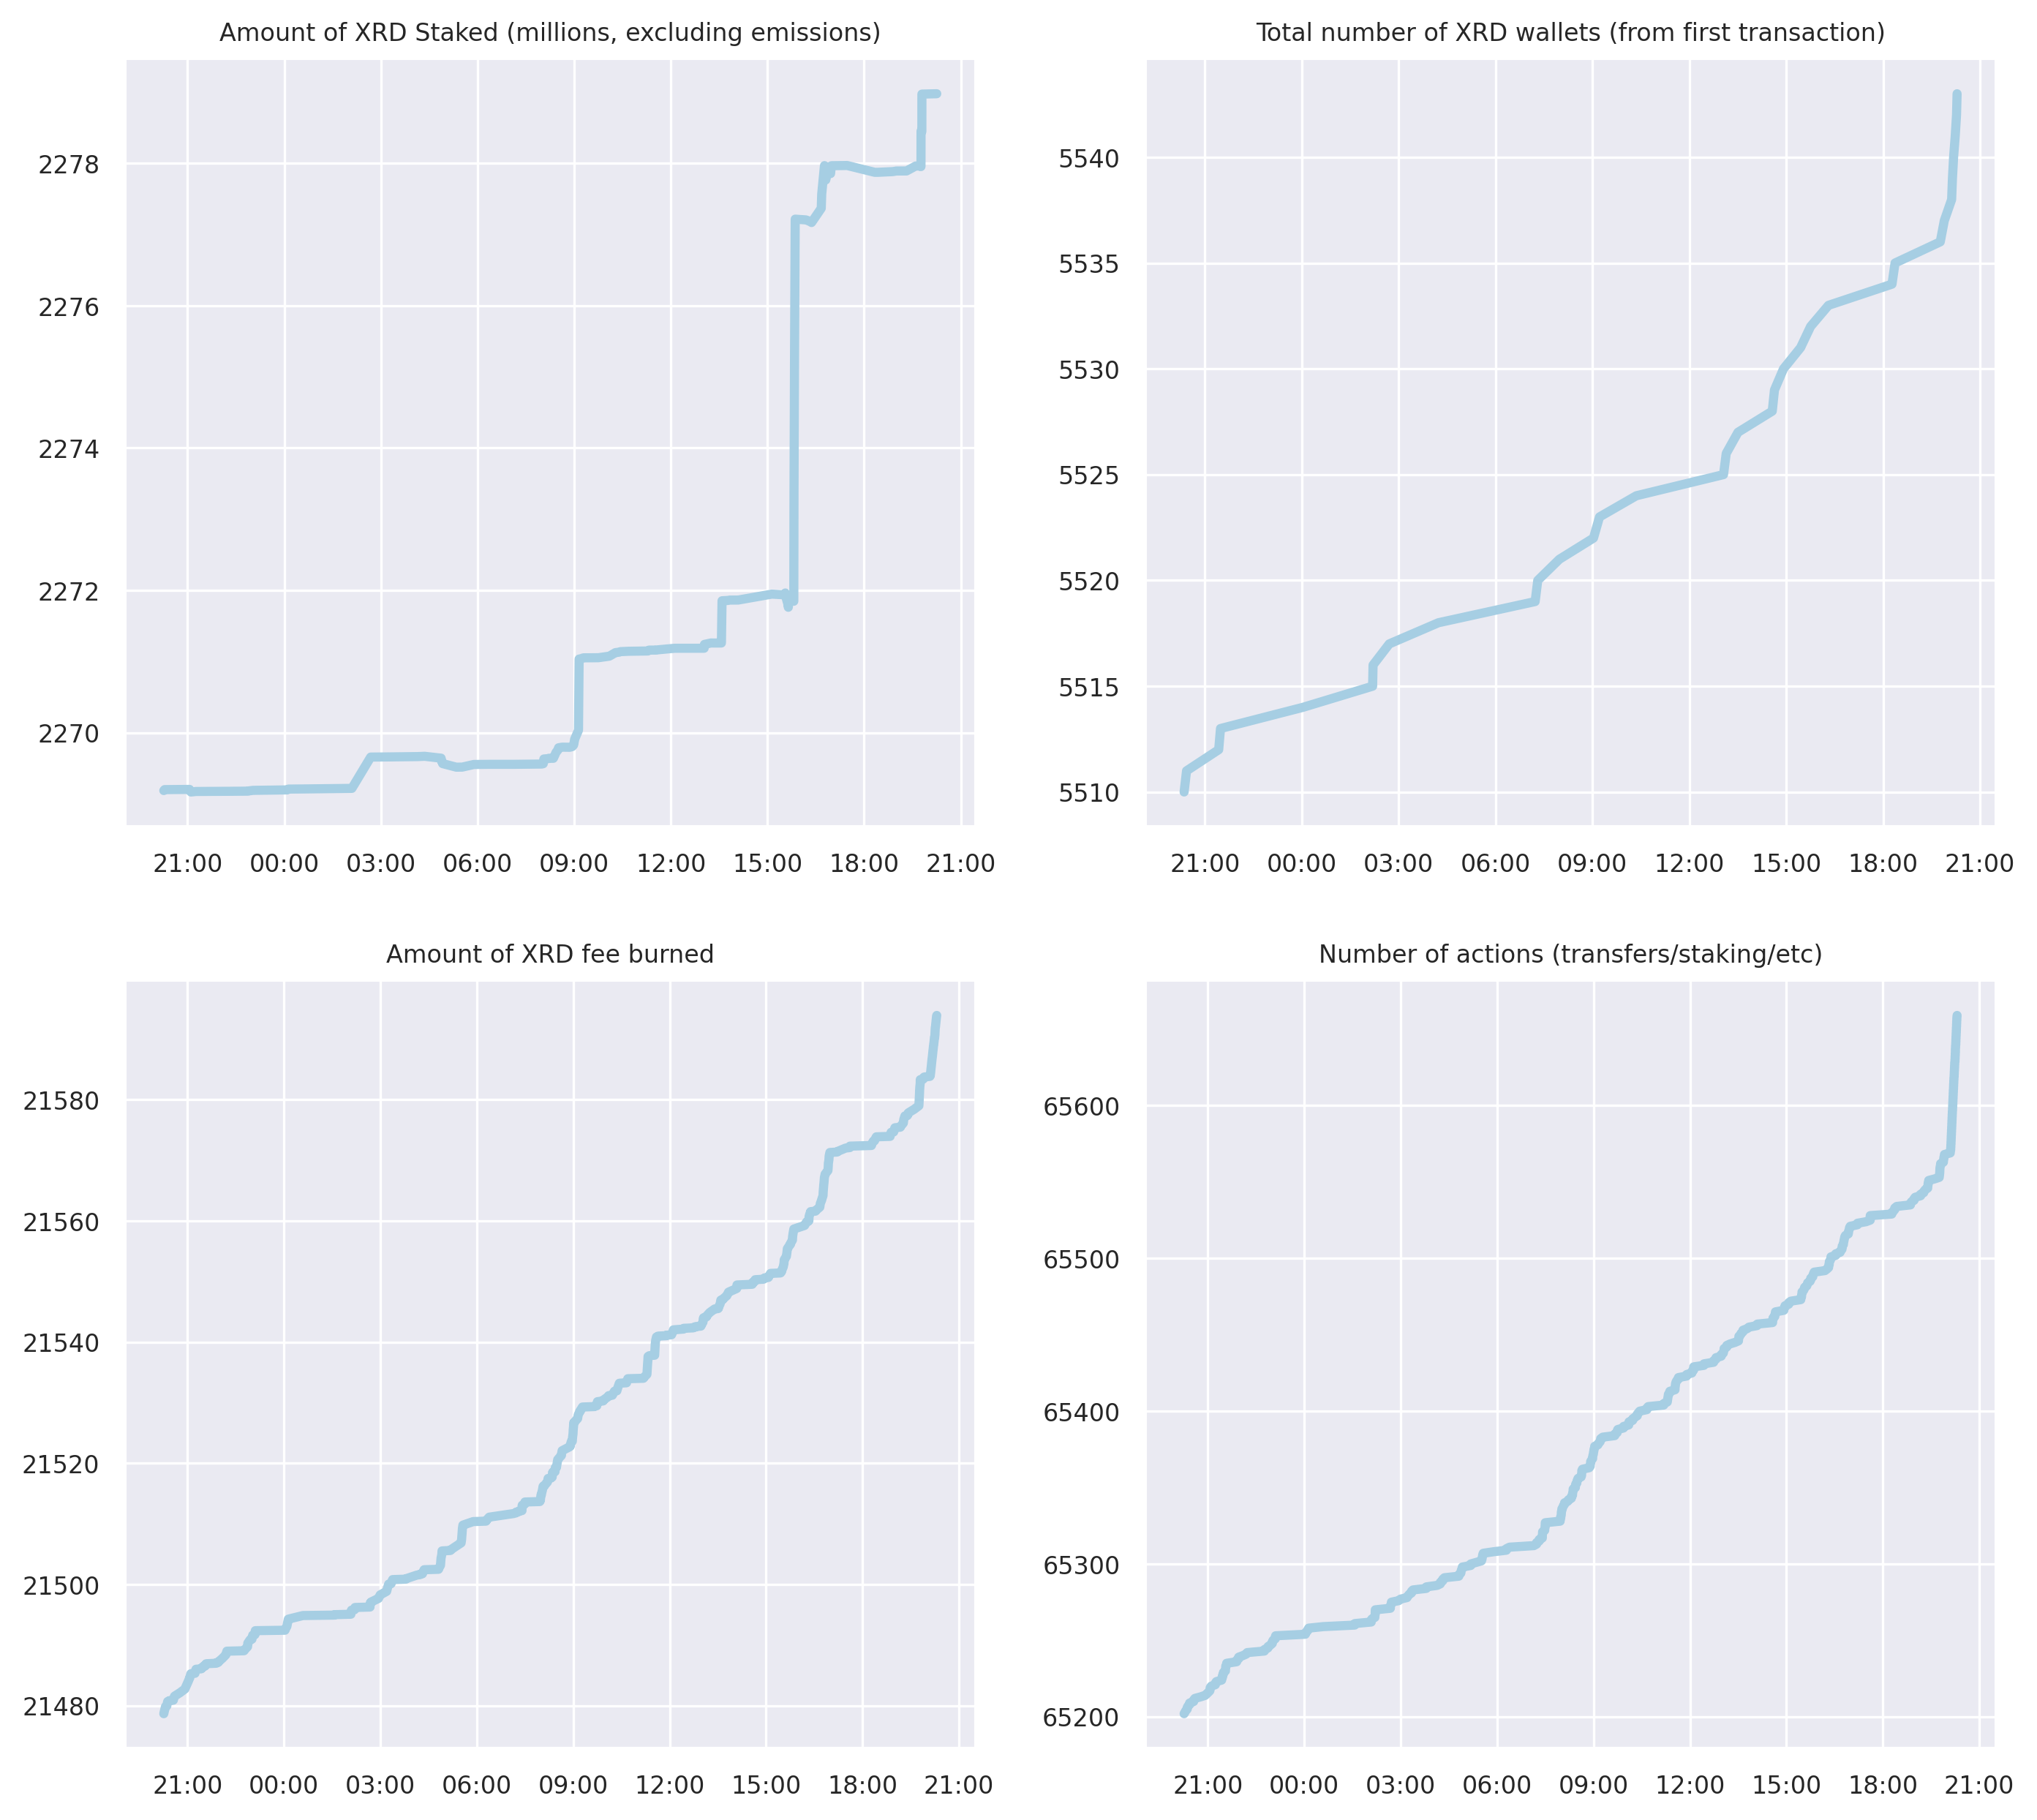 Amount of XRD Staked (millions, excluding emissions)
2278
2276
2274
2272
2270
21:00 00:00 03:00 06:00 09:00 12:00 15:00 18:00 21:00
Total number of XRD wallets (from first transaction)
5540
5535
5530
5525
5520
5515
5510
21:00 00:00 03:00 06:00 09:00 12:00 15:00 18:00 21:00
Amount of XRD fee burned
21580
21560
21540
21520
21500
21480
21:00 00:00 03:00 06:00 09:00 12:00 15:00 18:00 21:00
Number of actions (transfers/staking/etc)
65600
65500
65400
65300
65200
21:00 00:00 03:00 06:00 09:00 12:00 15:00 18:00 21:00